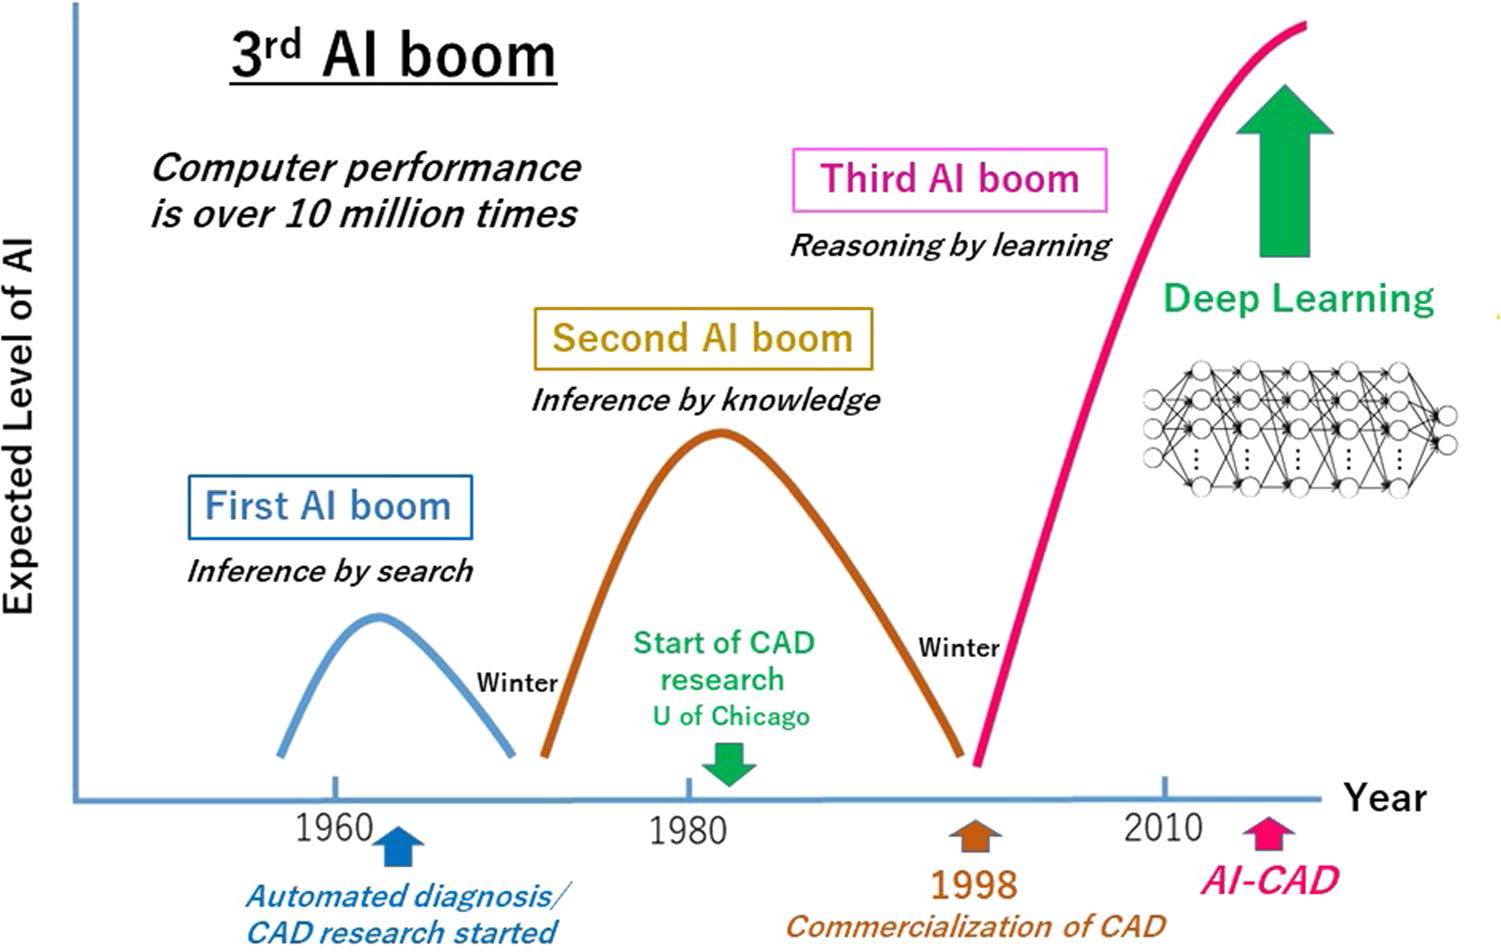 3rd AI boom
Computer performance
is over 10 million times
Third AI boom
Reasoning by learning
Deep Learning
Second AI boom
Inference by knowledge
First AI boom
Inference by search
Winter
Start of CAD
research
U of Chicago
Winter
Expected Level of AI
1960
1980
2010
Year
Automated diagnosis/
CAD research started
1998
Commercialization of CAD
AI-CAD